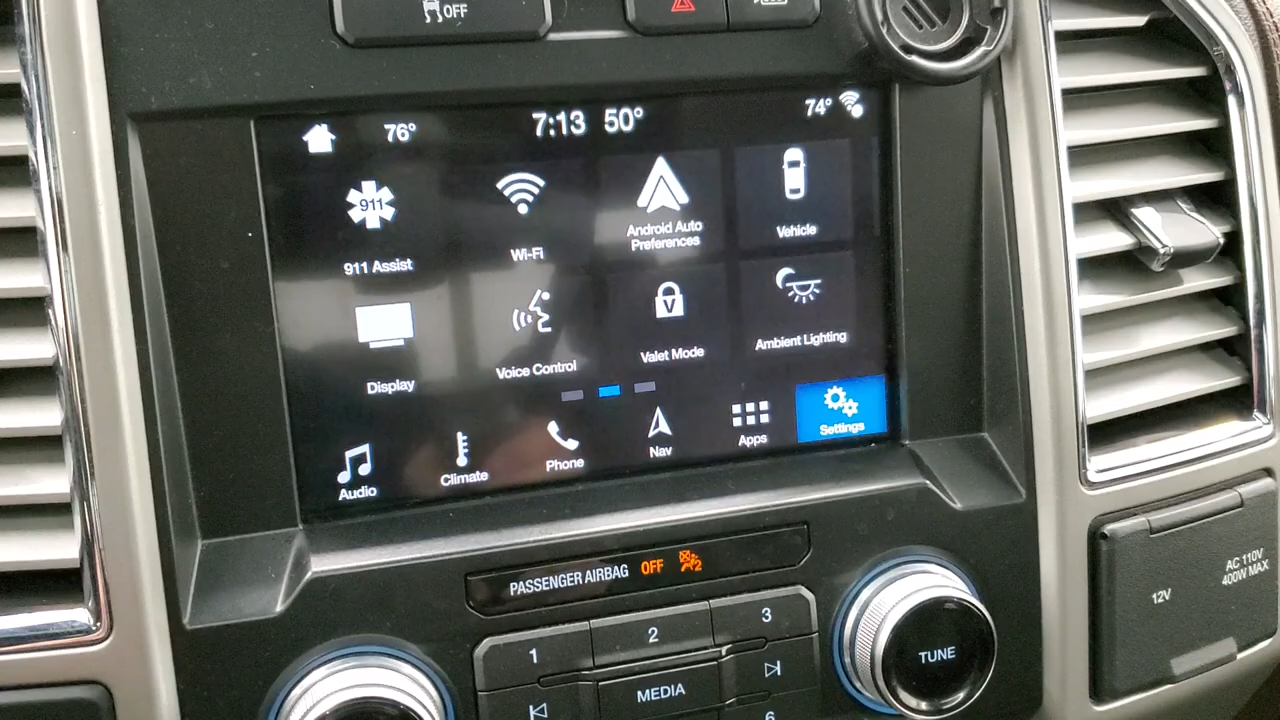 OFF
76° 7:13 50° 74°
911
911 Assist
Wi-Fi
Android Auto
Preferences
Vehicle
Display
Voice Control
V
Valet Mode
Ambient Lighting
Audio
Climate
Phone
Nav
Apps
Settings
PASSENGER AIRBAG OFF 2
1
2
3
MEDIA
6
TUNE
12V
AC 110V
400W MAX